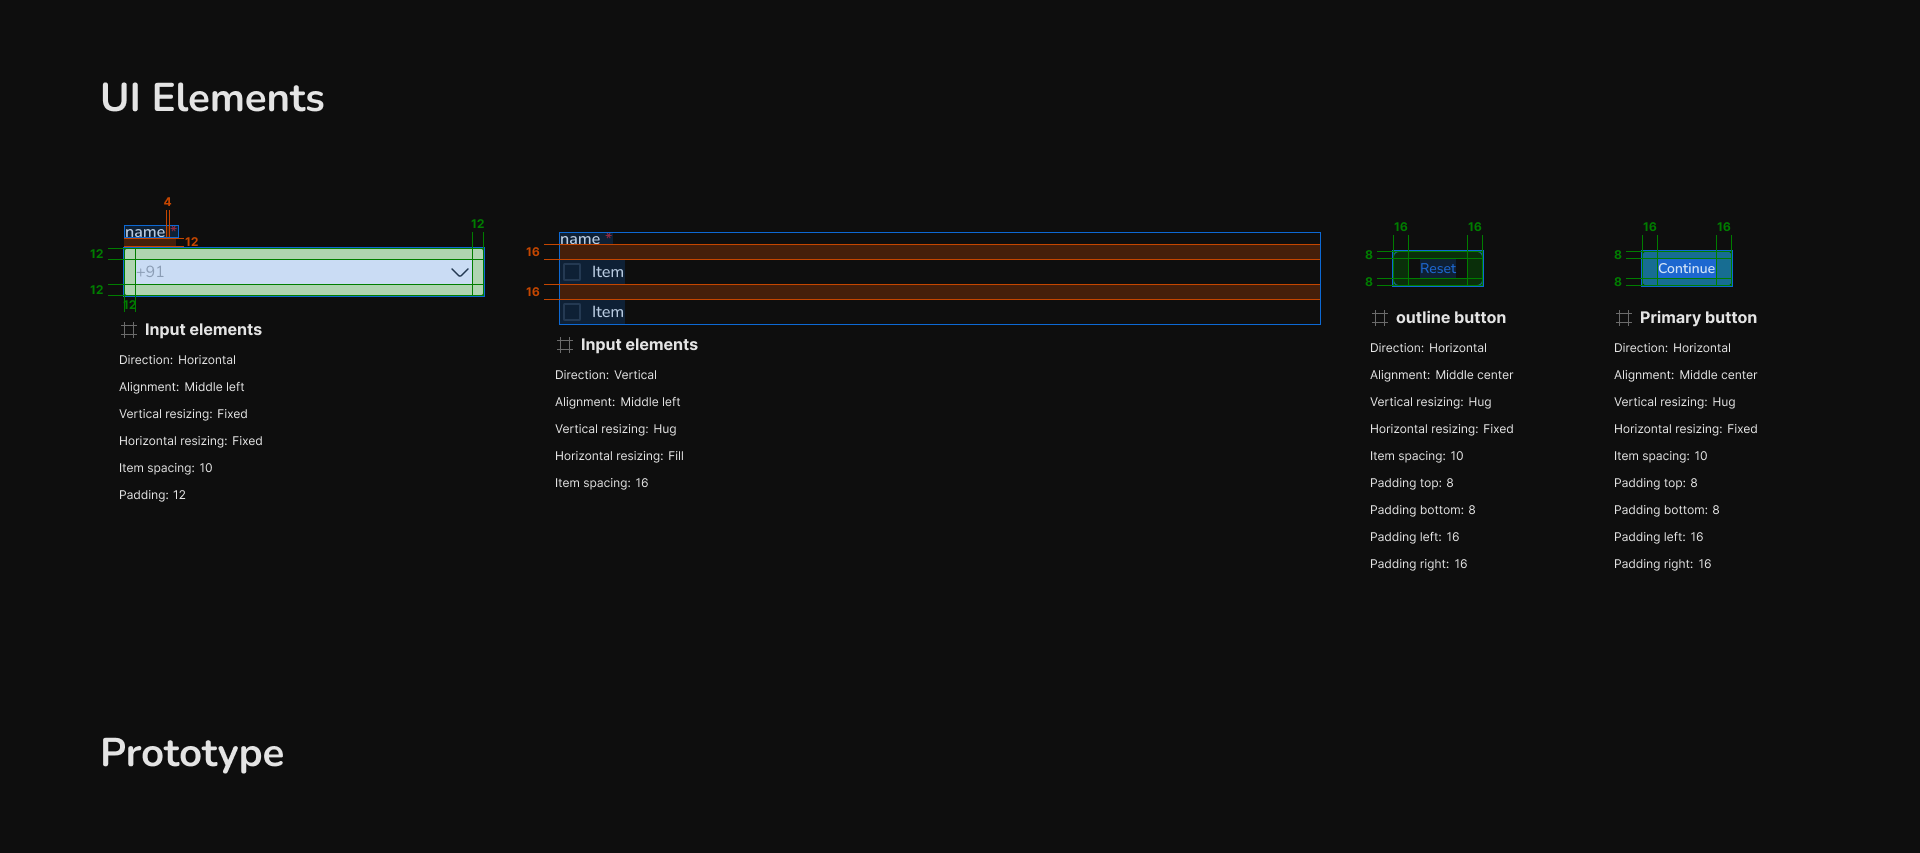 UI Elements
4
name *
12
12
12
+91
12
12
Input elements
Direction: Horizontal
Alignment: Middle left
Vertical resizing: Fixed
Horizontal resizing: Fixed
Item spacing: 10
Padding: 12
name *
16
Item
16
Item
Input elements
Direction: Vertical
Alignment: Middle left
Vertical resizing: Hug
Horizontal resizing: Fill
Item spacing: 16
16 16
8
Reset
8
outline button
Direction: Horizontal
Alignment: Middle center
Vertical resizing: Hug
Horizontal resizing: Fixed
Item spacing: 10
Padding top: 8
Padding bottom: 8
Padding left: 16
Padding right: 16
16 16
8
Continue
8
Primary button
Direction: Horizontal
Alignment: Middle center
Vertical resizing: Hug
Horizontal resizing: Fixed
Item spacing: 10
Padding top: 8
Padding bottom: 8
Padding left: 16
Padding right: 16
Prototype